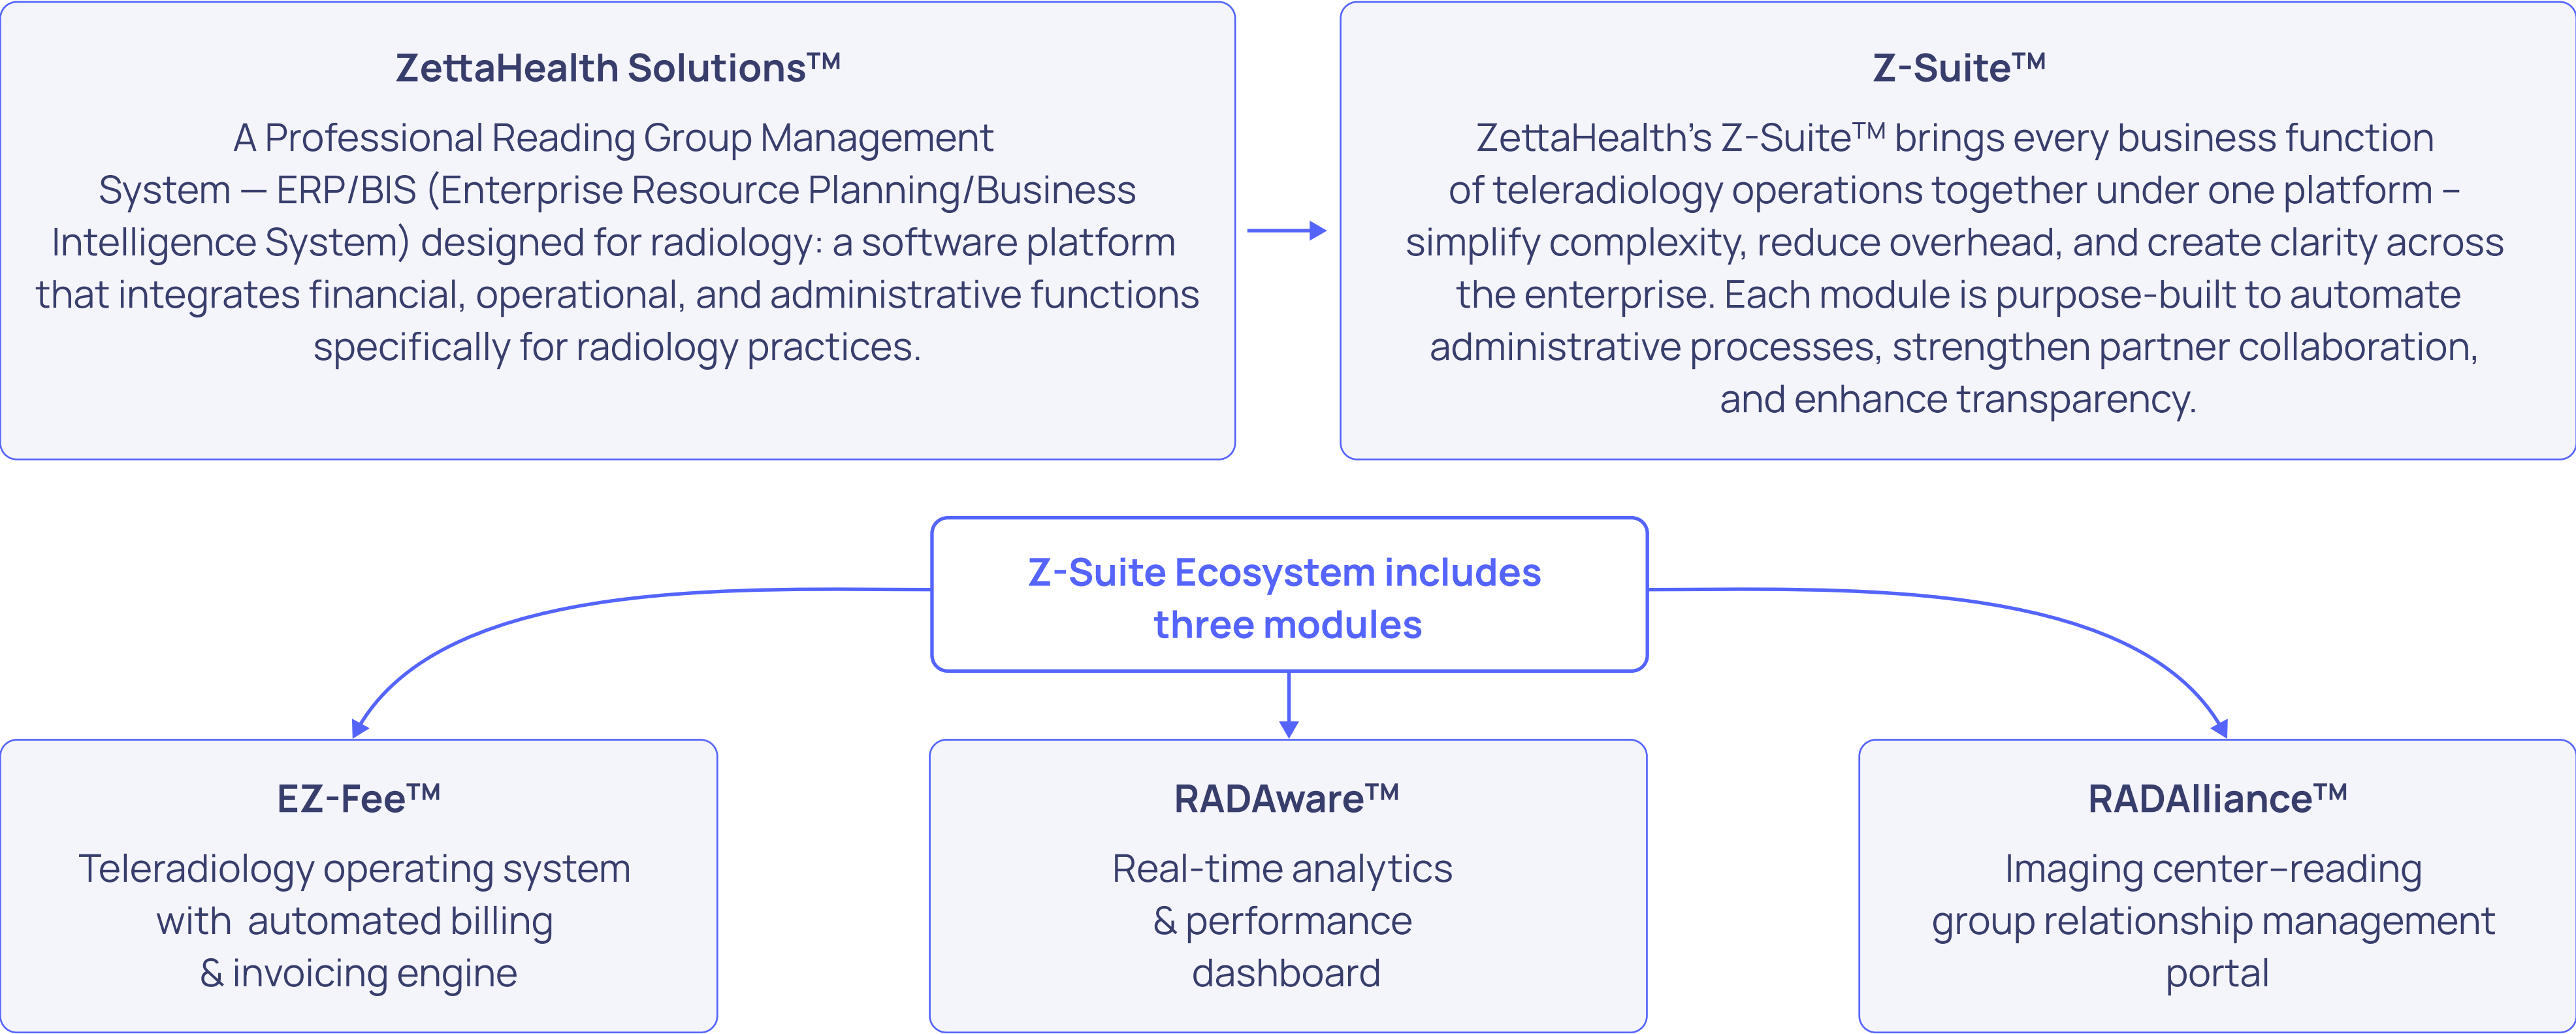 ZettaHealth Solutions™
A Professional Reading Group Management
System — ERP/BIS (Enterprise Resource Planning/Business
Intelligence System) designed for radiology: a software platform
that integrates financial, operational, and administrative functions
specifically for radiology practices.
Z-Suite™
ZettaHealth’s Z-Suite™ brings every business function
of teleradiology operations together under one platform –
simplify complexity, reduce overhead, and create clarity across
the enterprise. Each module is purpose-built to automate
administrative processes, strengthen partner collaboration,
and enhance transparency.
Z-Suite Ecosystem includes
three modules
EZ-Fee™
Teleradiology operating system
with  automated billing
& invoicing engine
RADAware™
Real-time analytics
& performance
dashboard
RADAlliance™
Imaging center–reading
group relationship management
portal